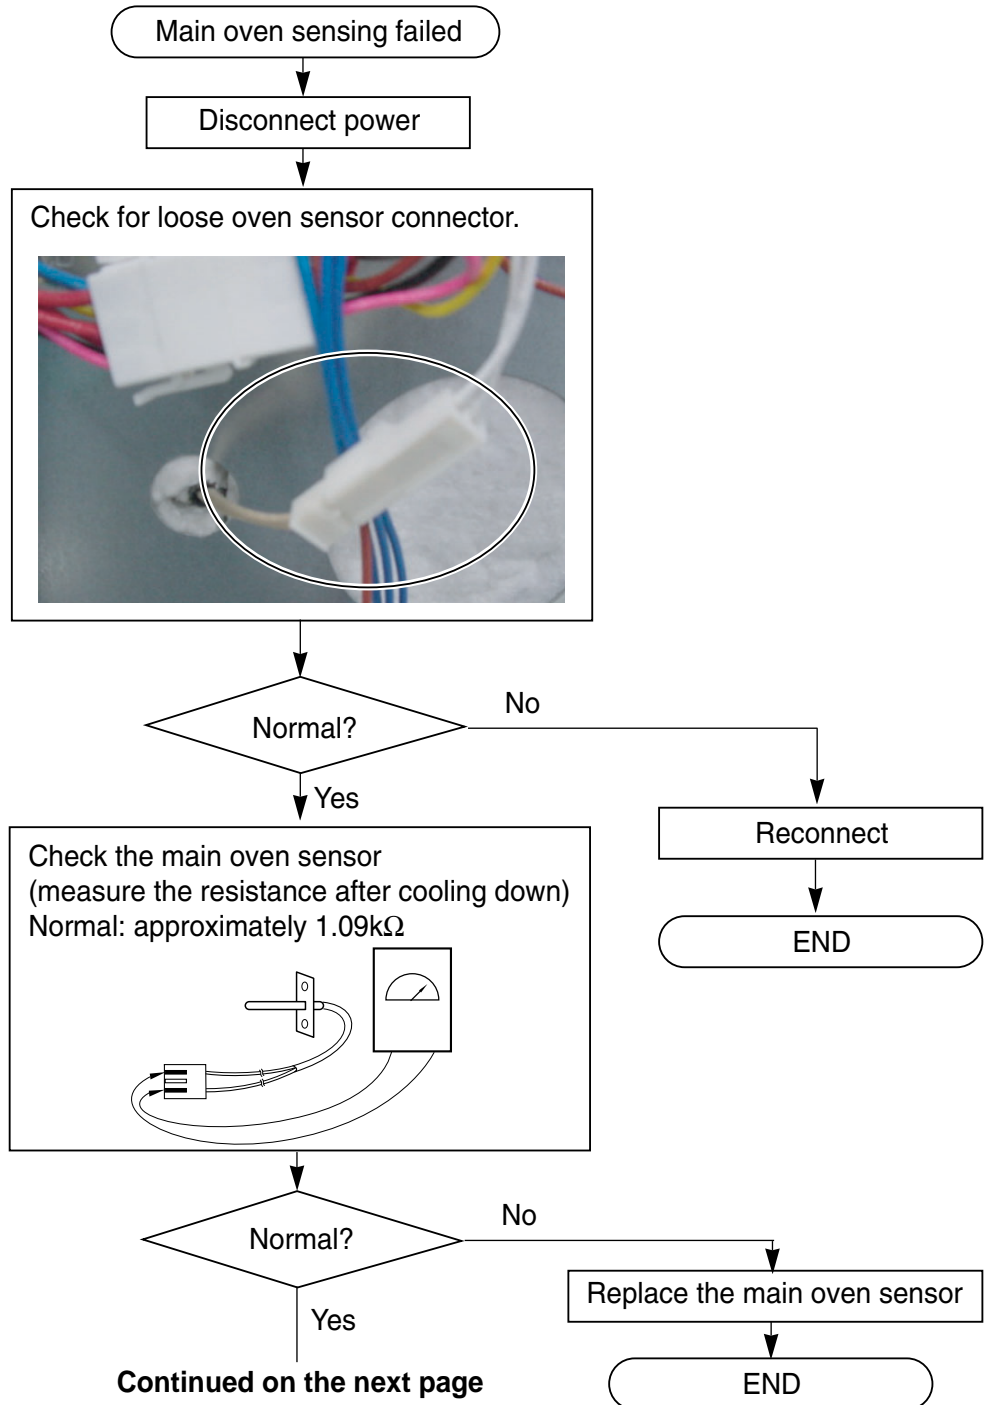 Main oven sensing failed
Disconnect power
Check for loose oven sensor connector.
Normal?
No
Yes
Reconnect
END
Check the main oven sensor
(measure the resistance after cooling down)
Normal: approximately 1.09kΩ
Normal?
No
Yes
Replace the main oven sensor
END
Continued on the next page